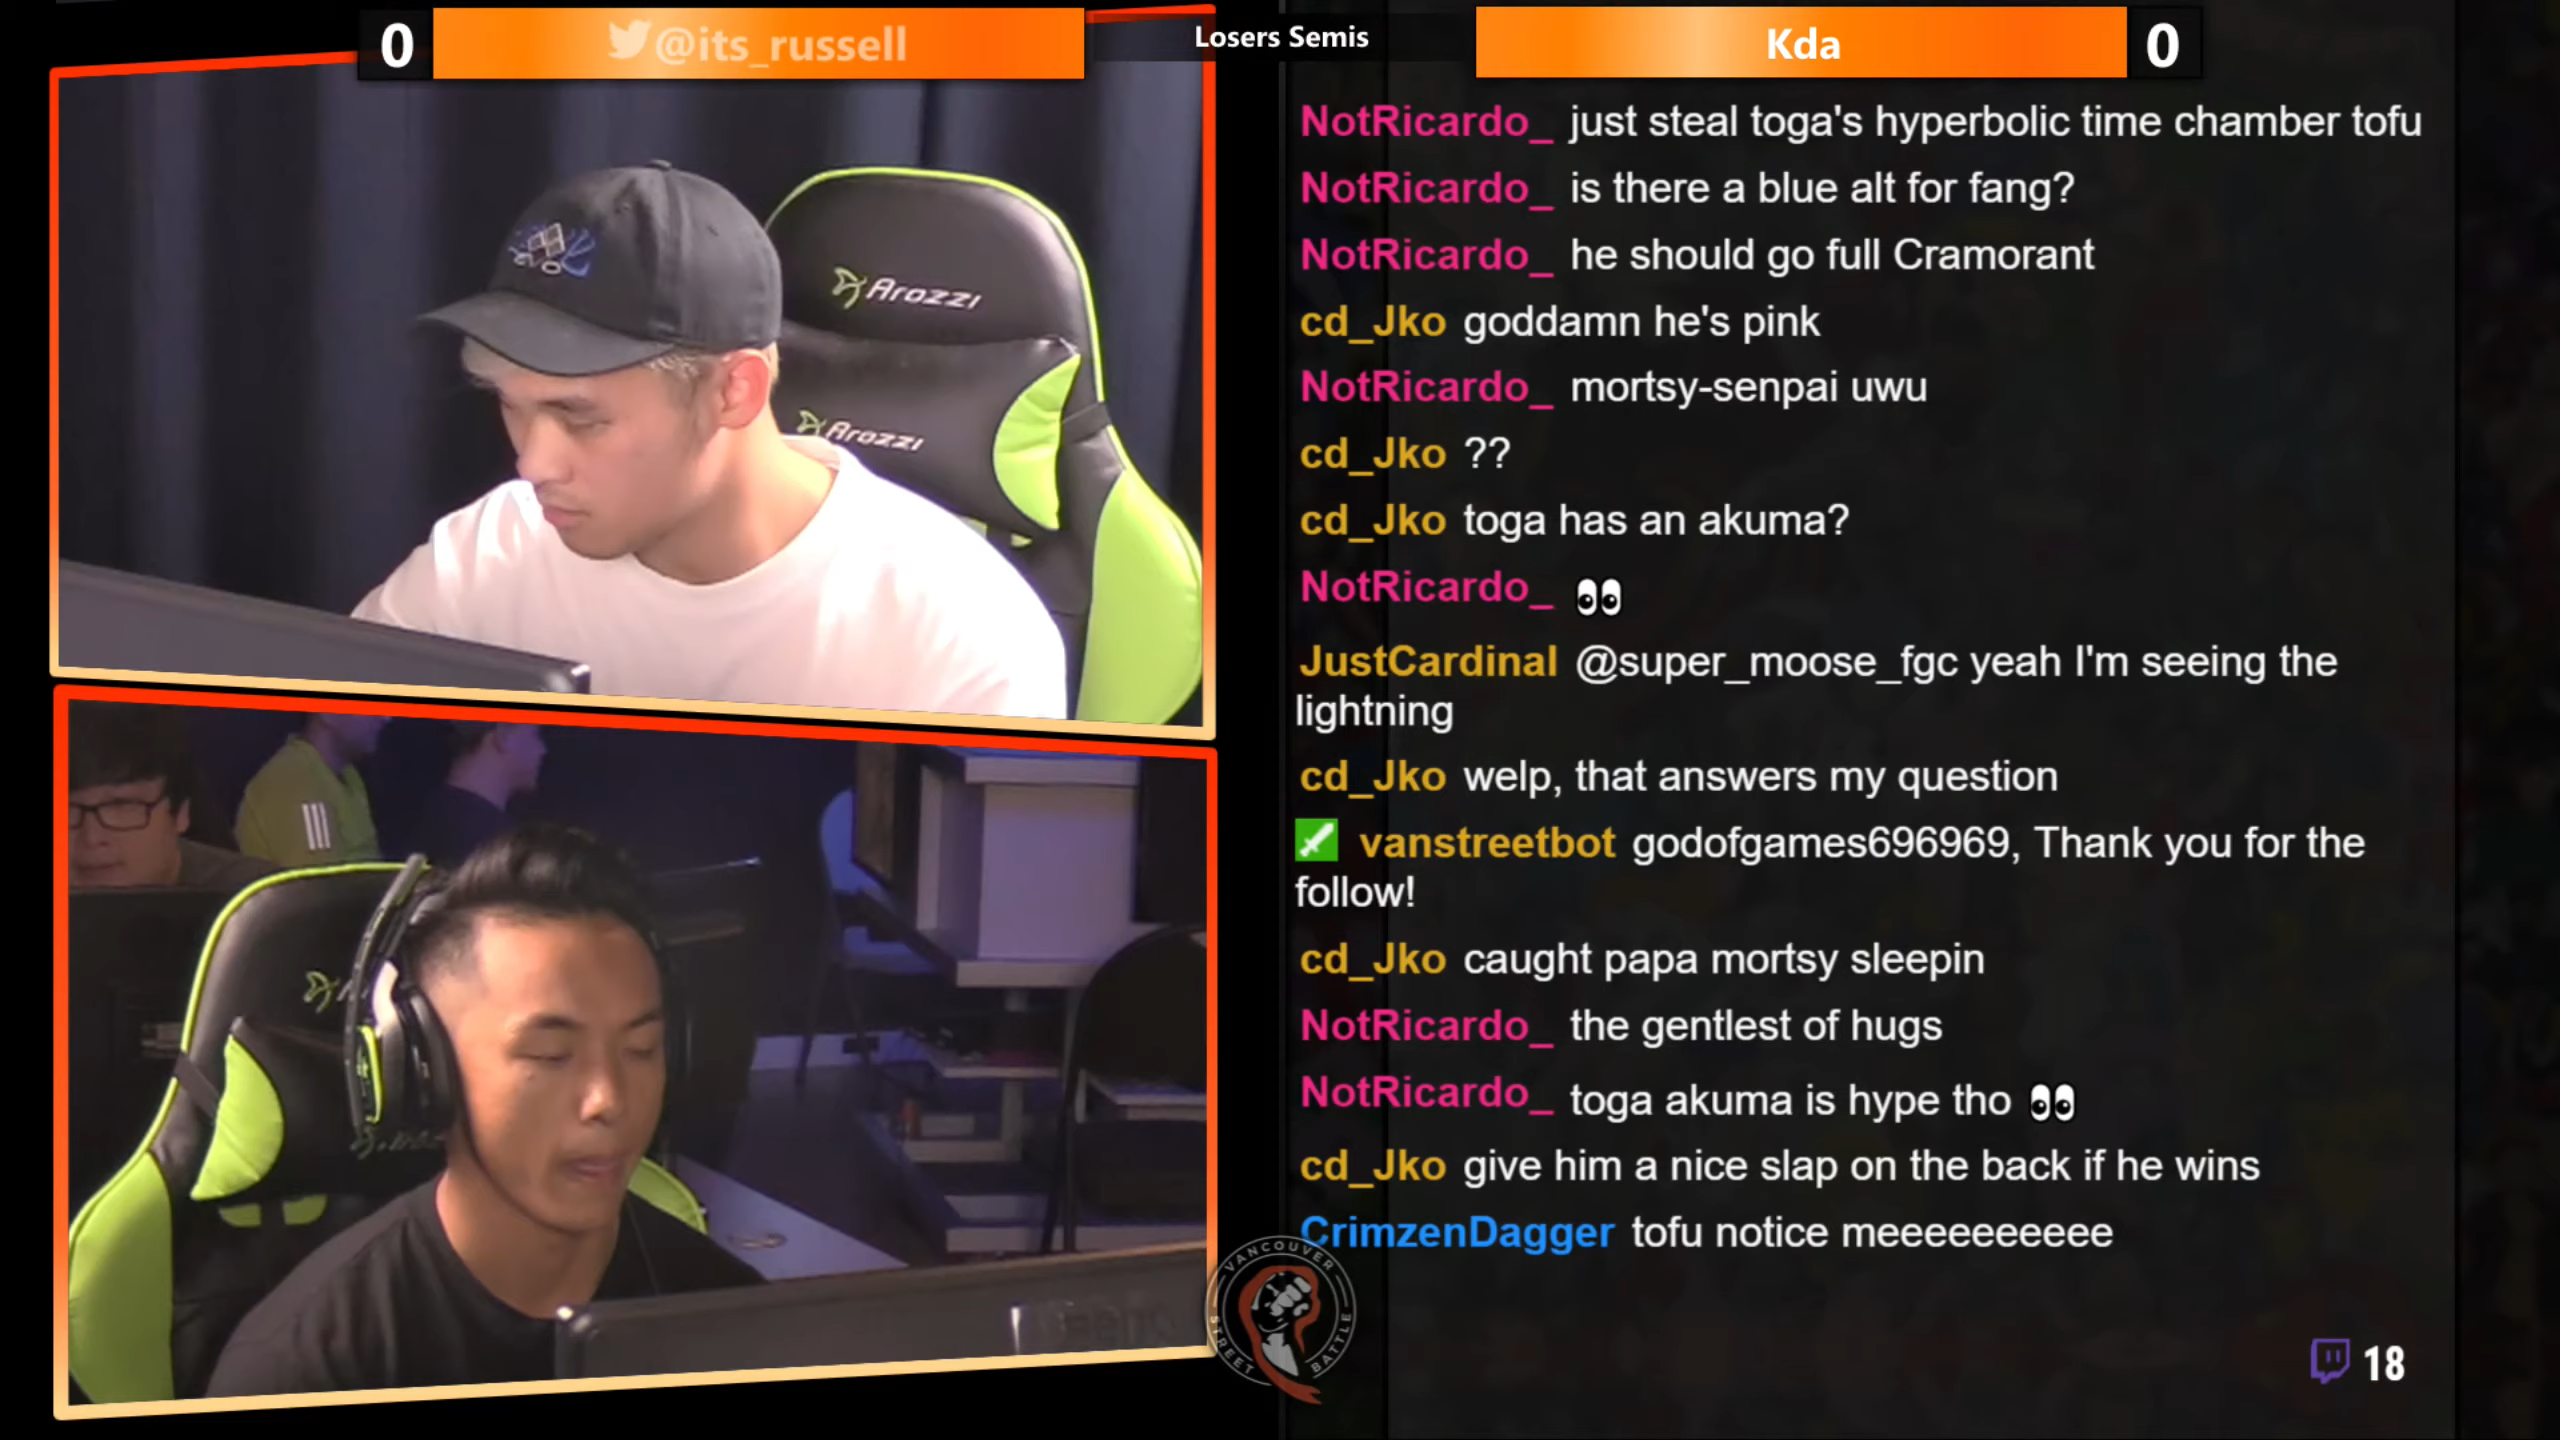 0
@its_russell
Losers Semis
Kda
0
NotRicardo_ just steal toga's hyperbolic time chamber tofu
NotRicardo_ is there a blue alt for fang?
NotRicardo_ he should go full Cramorant
cd_Jko goddamn he's pink
NotRicardo_ mortsy-senpai uwu
cd_Jko ??
cd_Jko toga has an akuma?
NotRicardo_ 👀
JustCardinal @super_moose_fgc yeah I'm seeing the
lightning
cd_Jko welp, that answers my question
vanstreetbot godofgames696969, Thank you for the
follow!
cd_Jko caught papa mortsy sleepin
NotRicardo_ the gentlest of hugs
NotRicardo_ toga akuma is hype tho 👀
cd_Jko give him a nice slap on the back if he wins
CrimzenDagger tofu notice meeeeeeeeee
18
evo
Arozzi
Arozzi
VANCOUVER
STREET BATTLE